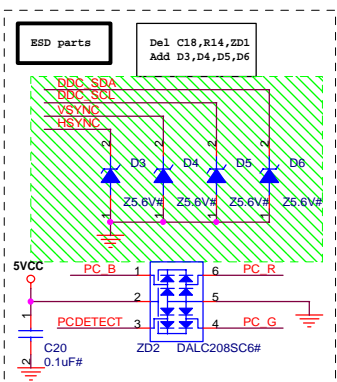 ESD parts
Del C18,R14,ZD1
Add D3,D4,D5,D6
DDC_SDA
DDC_SCL
VSYNC
HSYNC
2 2 2 2
D3 D4 D5 D6
Z5.6V# Z5.6V# Z5.6V# Z5.6V#
1 1 1 1
5VCC
PC_B 1 6 PC_R
2 5
PCDETECT 3 4 PC_G
1
C20
0.1uF#
2
ZD2 DALC208SC6#